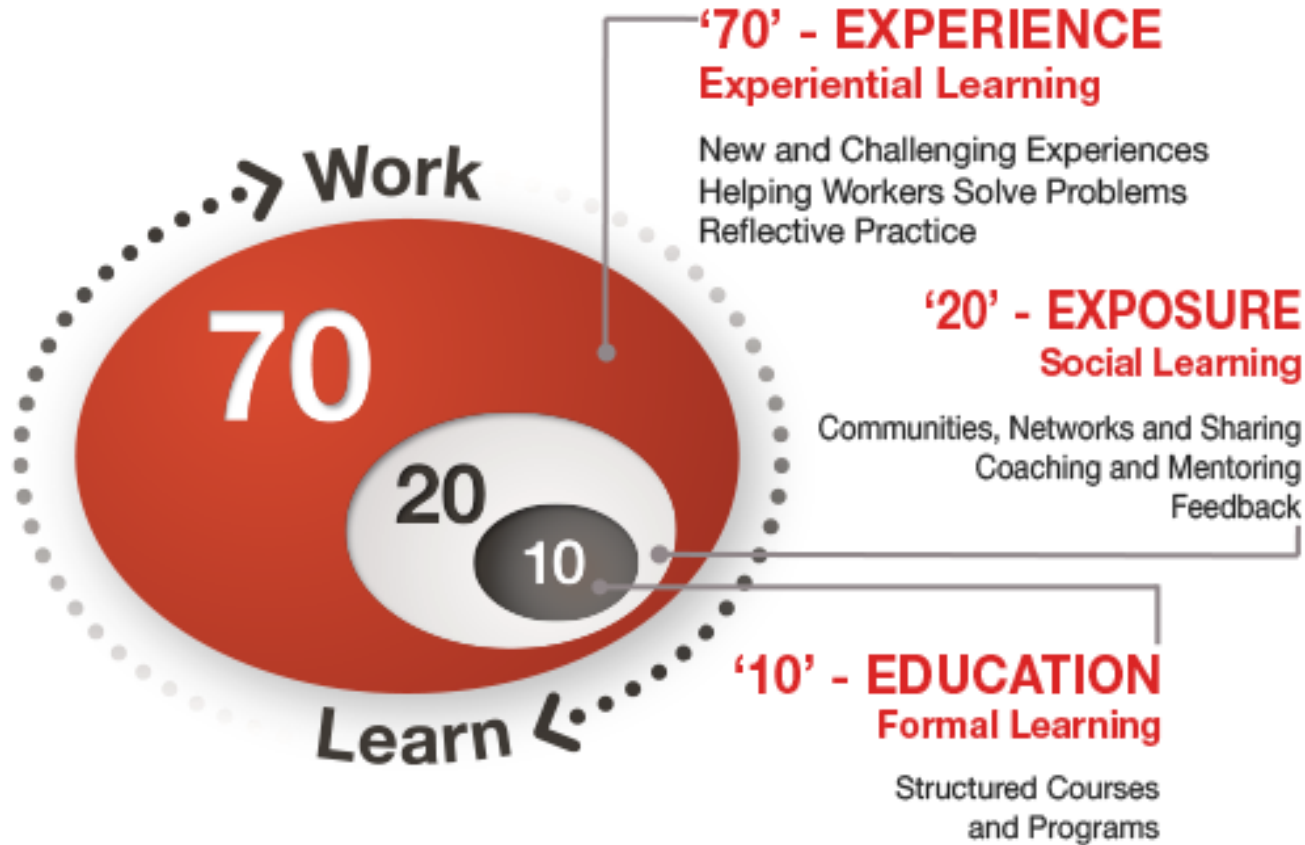 ‘70’ - EXPERIENCE
Experiential Learning
New and Challenging Experiences
Helping Workers Solve Problems
Reflective Practice
Work
70
20
10
Learn
‘20’ - EXPOSURE
Social Learning
Communities, Networks and Sharing
Coaching and Mentoring
Feedback
‘10’ - EDUCATION
Formal Learning
Structured Courses
and Programs